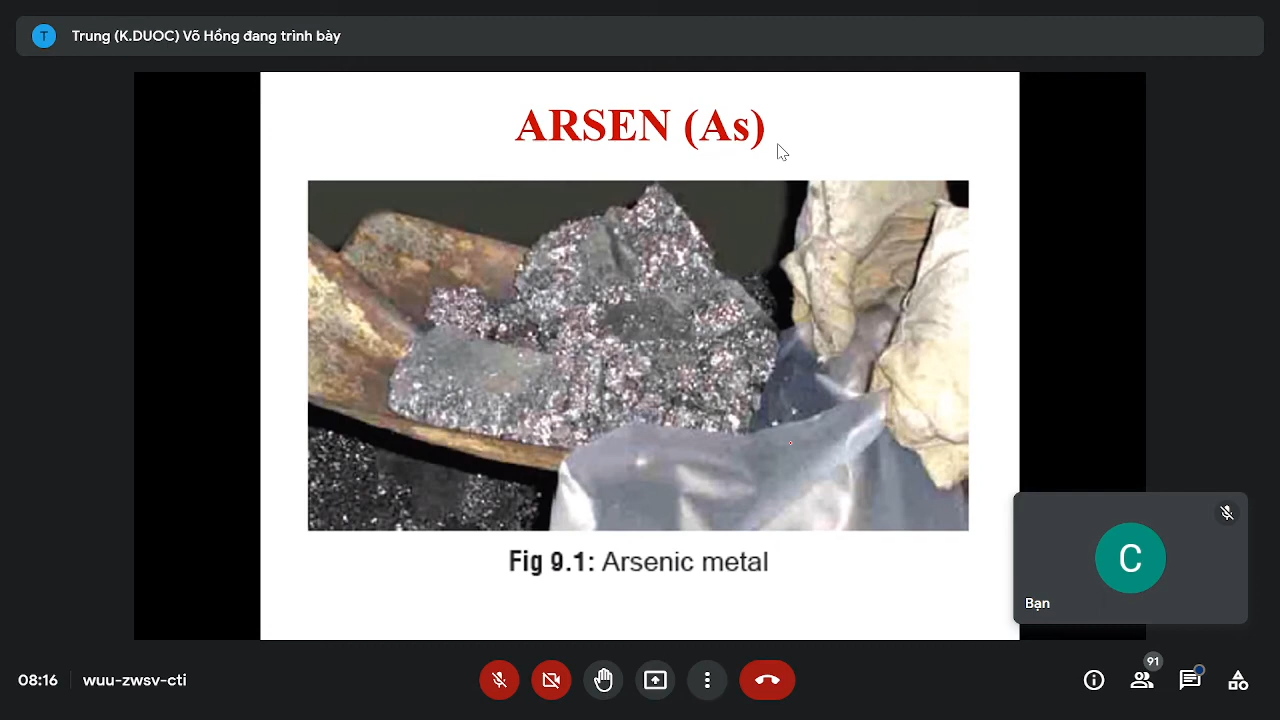 T
Trung (K.DUOC) Võ Hồng đang trình bày
ARSEN (As)
Fig 9.1: Arsenic metal
C
Bạn
08:16 wuu-zwsv-cti
91